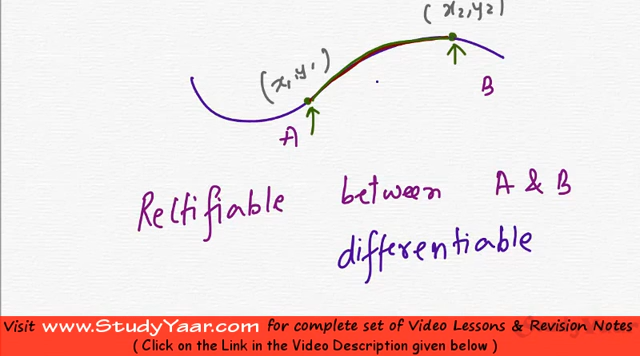 (x2,y2)
(x1,y1)
A
B
Rectifiable between A & B
differentiable
Visit www.StudyYaar.com for complete set of Video Lessons & Revision Notes
( Click on the Link in the Video Description given below )